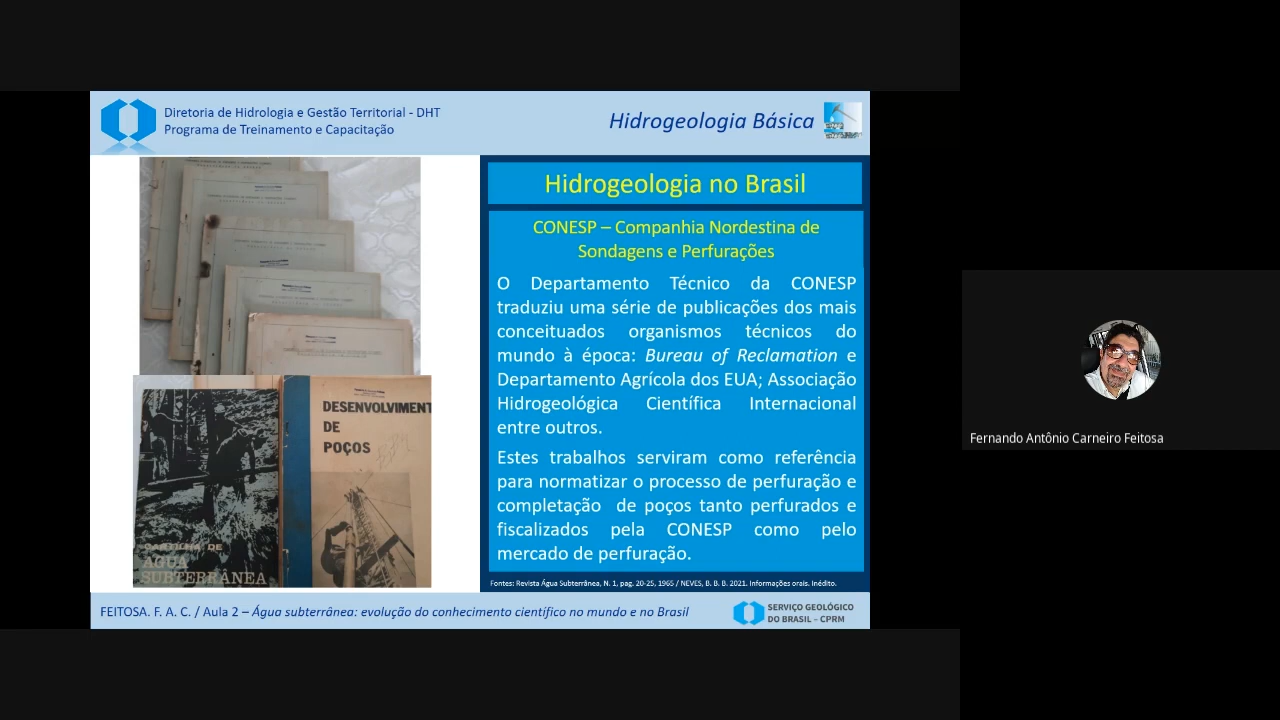 Diretoria de Hidrologia e Gestão Territorial - DHT
Programa de Treinamento e Capacitação
Hidrogeologia Básica
Hidrogeologia no Brasil
CONESP – Companhia Nordestina de
Sondagens e Perfurações
O Departamento Técnico da CONESP
traduziu uma série de publicações dos mais
conceituados organismos técnicos do
mundo à época: Bureau of Reclamation e
Departamento Agrícola dos EUA; Associação
Hidrogeológica Científica Internacional
entre outros.
Estes trabalhos serviram como referência
para normatizar o processo de perfuração e
completação de poços tanto perfurados e
fiscalizados pela CONESP como pelo
mercado de perfuração.
Fontes: Revista Água Subterrânea, N. 1, pag. 20-25, 1965 / NEVES, B. B. B. 2021. Informações orais. Inédito.
DESENVOLVIMENT
DE
POÇOS
CARTILHA DE
ÁGUA
SUBTERRÂNEA
FEITOSA. F. A. C. / Aula 2 – Água subterrânea: evolução do conhecimento científico no mundo e no Brasil
SERVIÇO GEOLÓGICO
DO BRASIL – CPRM
Fernando Antônio Carneiro Feitosa